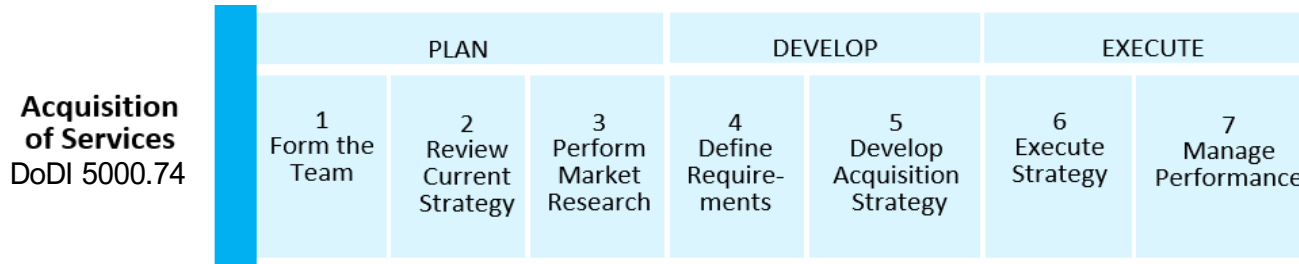 Acquisition
of Services
DoDI 5000.74
PLAN
DEVELOP
EXECUTE
1
Form the
Team
2
Review
Current
Strategy
3
Perform
Market
Research
4
Define
Require-
ments
5
Develop
Acquisition
Strategy
6
Execute
Strategy
7
Manage
Performance